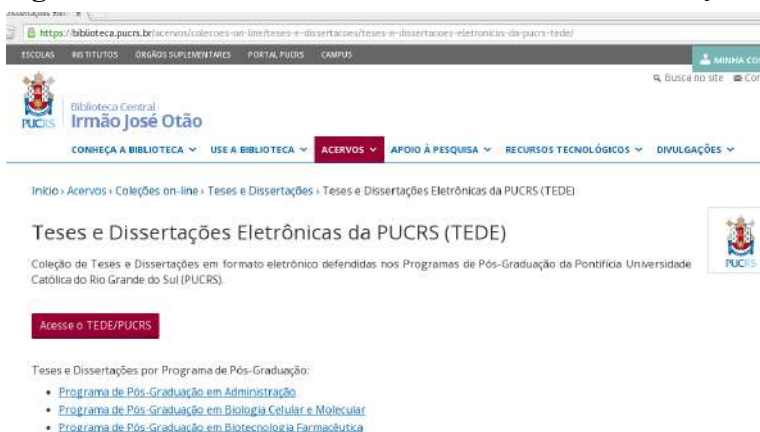 https://biblioteca.pucrs.br/acervos/colecoes-on-line/teses-e-dissertacoes/teses-e-dissertacoes-eletronicas-da-pucrs-tede/
ESCOLAS INSTITUTOS ÓRGÃOS SUPLEMENTARES PORTAL PUCRS CAMPUS
MINHA CO
Busca no site Co
PUCRS
Biblioteca Central
Irmão José Otão
CONHEÇA A BIBLIOTECA USE A BIBLIOTECA ACERVOS APOIO À PESQUISA RECURSOS TECNOLÓGICOS DIVULGAÇÕES
Início › Acervos › Coleções on-line › Teses e Dissertações › Teses e Dissertações Eletrônicas da PUCRS (TEDE)
Teses e Dissertações Eletrônicas da PUCRS (TEDE)
Coleção de Teses e Dissertações em formato eletrônico defendidas nos Programas de Pós-Graduação da Pontifícia Universidade
Católica do Rio Grande do Sul (PUCRS).
PUCRS
Acesse o TEDE/PUCRS
Teses e Dissertações por Programa de Pós-Graduação:
• Programa de Pós-Graduação em Administração
• Programa de Pós-Graduação em Biologia Celular e Molecular
• Programa de Pós-Graduação em Biotecnologia Farmacêutica